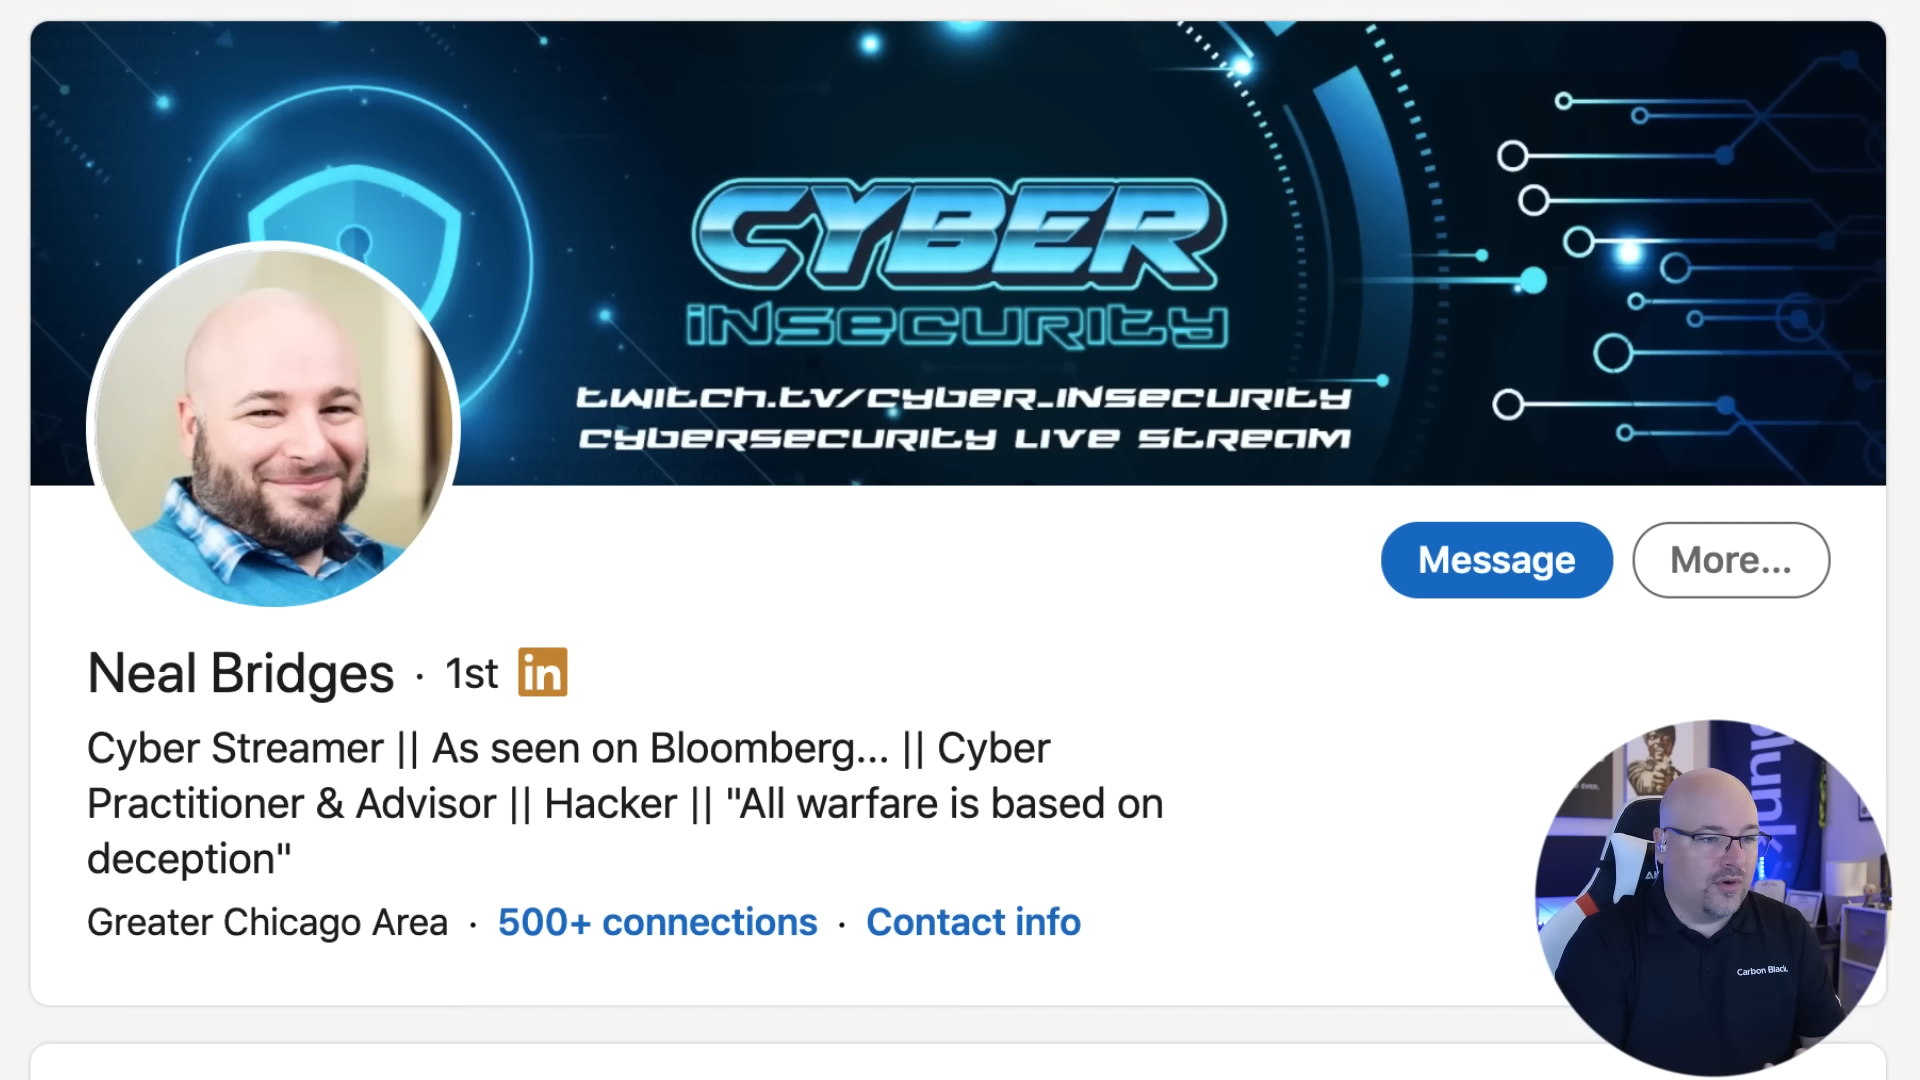 CYBER
INSECURITY
twitch.tv/cyber_insecurity
cybersecurity live stream
Message
More...
Neal Bridges · 1st in
Cyber Streamer || As seen on Bloomberg... || Cyber
Practitioner & Advisor || Hacker || "All warfare is based on
deception"
Greater Chicago Area · 500+ connections · Contact info
Carbon Black.